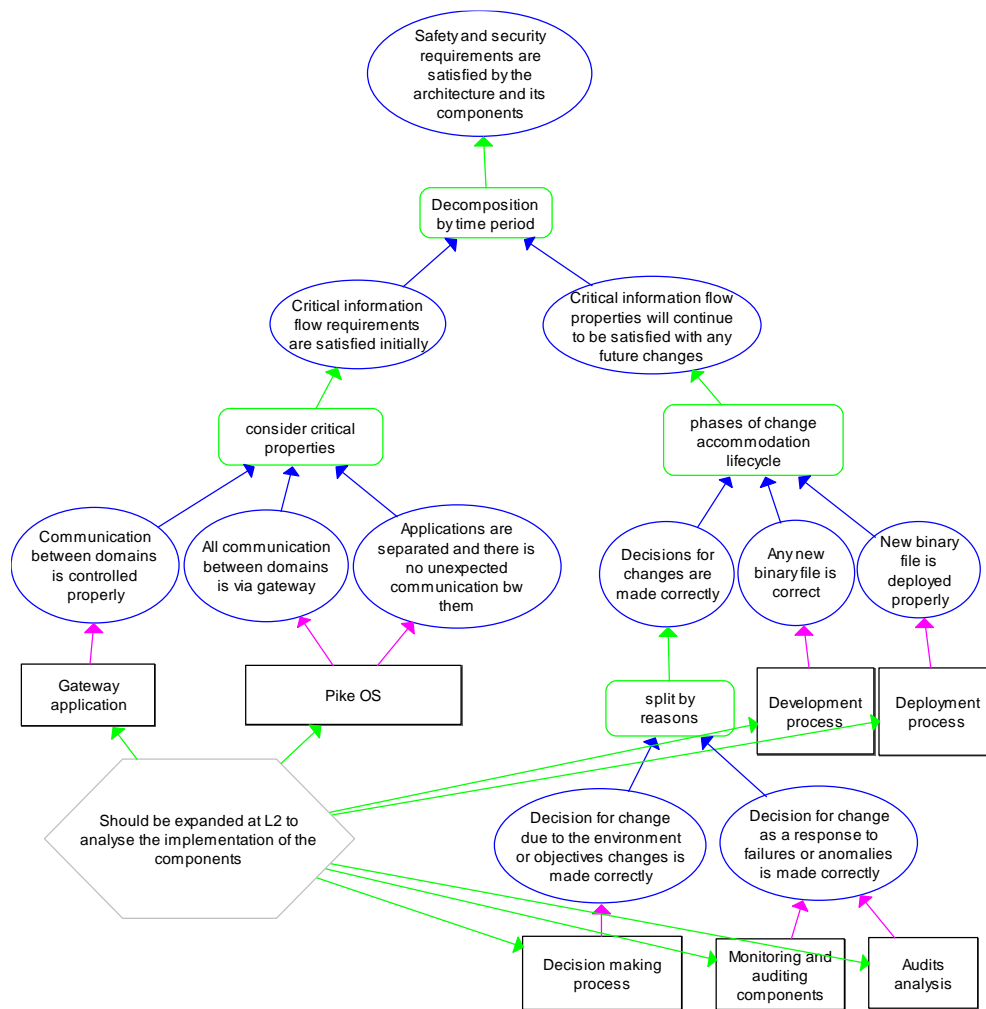 Safety and security
requirements are
satisfied by the
architecture and its
components
Decomposition
by time period
Critical information
flow requirements
are satisfied initially
Critical information flow
properties will continue
to be satisfied with any
future changes
consider critical
properties
phases of change
accommodation
lifecycle
Communication
between domains
is controlled
properly
All communication
between domains
is via gateway
Applications are
separated and there is
no unexpected
communication bw
them
Decisions for
changes are
made correctly
Any new
binary file is
correct
New binary
file is
deployed
properly
Gateway
application
Pike OS
split by
reasons
Development
process
Deployment
process
Should be expanded at L2 to
analyse the implementation of the
components
Decision for change
due to the environment
or objectives changes is
made correctly
Decision for change
as a response to
failures or anomalies
is made correctly
Decision making
process
Monitoring and
auditing
components
Audits
analysis